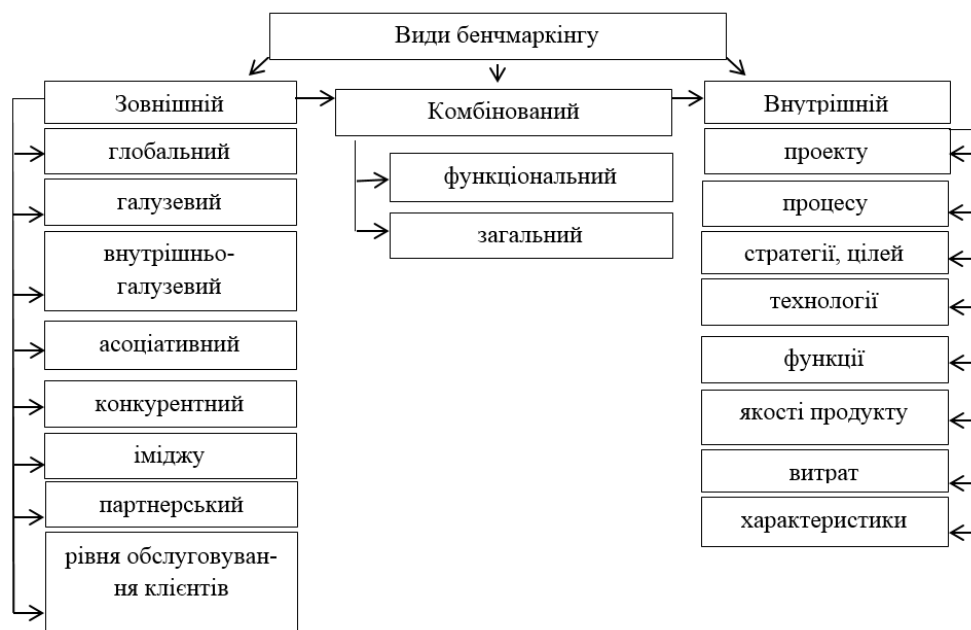 Види бенчмаркінгу
Зовнішній
глобальний
галузевий
внутрішньо-
галузевий
асоціативний
конкурентний
іміджу
партнерський
рівня обслуговуван-
ня клієнтів
Комбінований
функціональний
загальний
Внутрішній
проекту
процесу
стратегії, цілей
технології
функції
якості продукту
витрат
характеристики